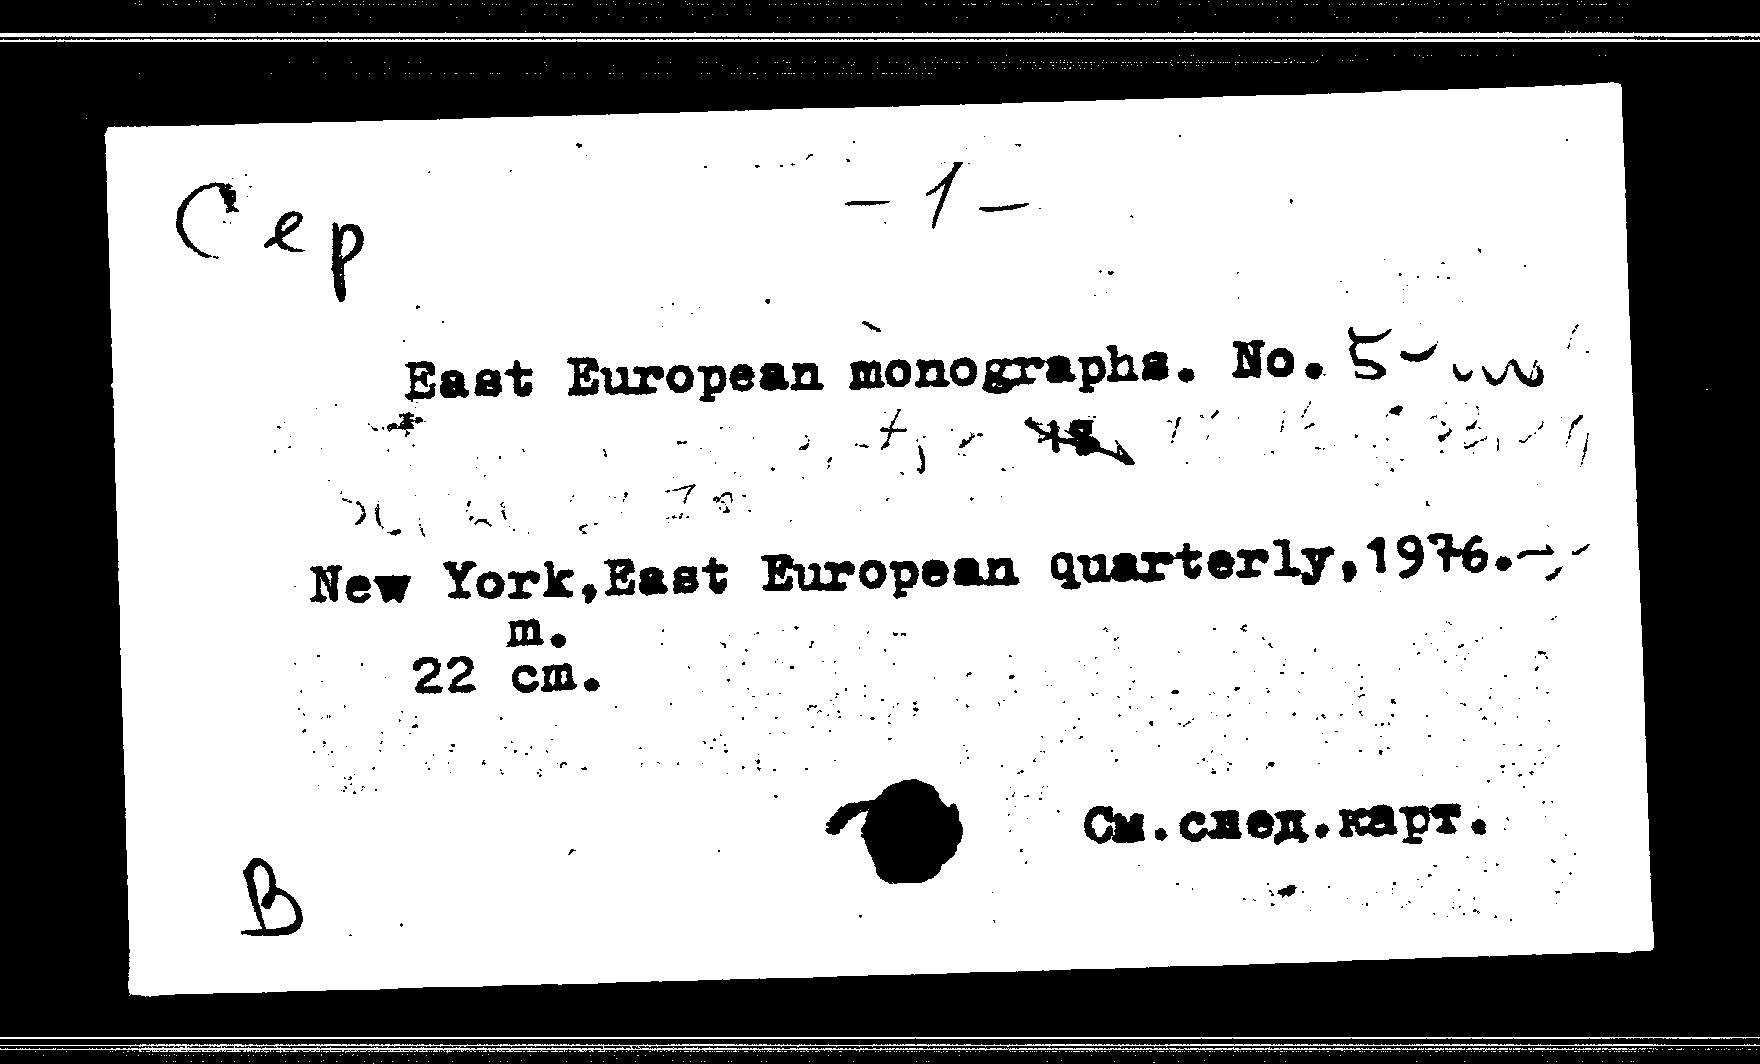 Сер
- 1 -
East European monographs. No. 5-
New York, East European quarterly, 1976.-
m.
22 cm.
См.след.карт.
В